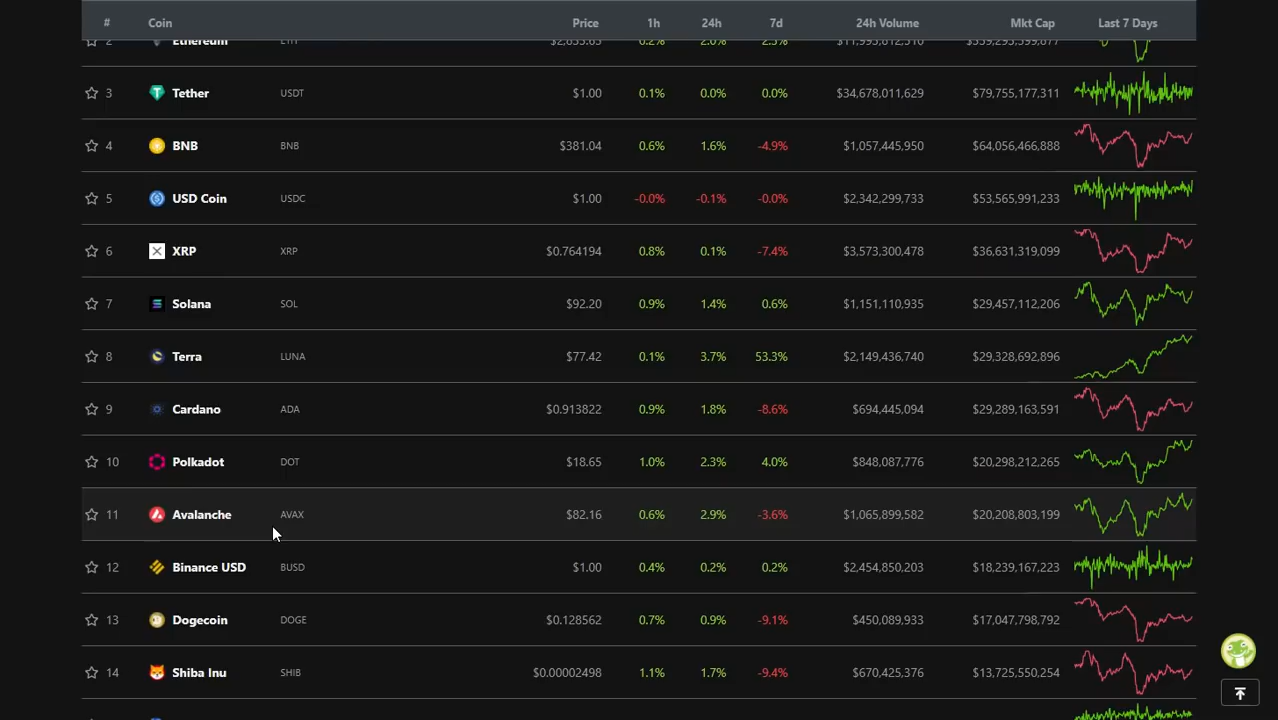 # Coin Price 1h 24h 7d 24h Volume Mkt Cap Last 7 Days
2 Ethereum ETH 0.2% 2.0%
3 Tether USDT $1.00 0.1% 0.0% 0.0% $34,678,011,629 $79,755,177,311
4 BNB BNB $381.04 0.6% 1.6% -4.9% $1,057,445,950 $64,056,466,888
5 USD Coin USDC $1.00 -0.0% -0.1% -0.0% $2,342,299,733 $53,565,991,233
6 XRP XRP $0.764194 0.8% 0.1% -7.4% $3,573,300,478 $36,631,319,099
7 Solana SOL $92.20 0.9% 1.4% 0.6% $1,151,110,935 $29,457,112,206
8 Terra LUNA $77.42 0.1% 3.7% 53.3% $2,149,436,740 $29,328,692,896
9 Cardano ADA $0.913822 0.9% 1.8% -8.6% $694,445,094 $29,289,163,591
10 Polkadot DOT $18.65 1.0% 2.3% 4.0% $848,087,776 $20,298,212,265
11 Avalanche AVAX $82.16 0.6% 2.9% -3.6% $1,065,899,582 $20,208,803,199
12 Binance USD BUSD $1.00 0.4% 0.2% 0.2% $2,454,850,203 $18,239,167,223
13 Dogecoin DOGE $0.128562 0.7% 0.9% -9.1% $450,089,933 $17,047,798,792
14 Shiba Inu SHIB $0.00002498 1.1% 1.7% -9.4% $670,425,376 $13,725,550,254